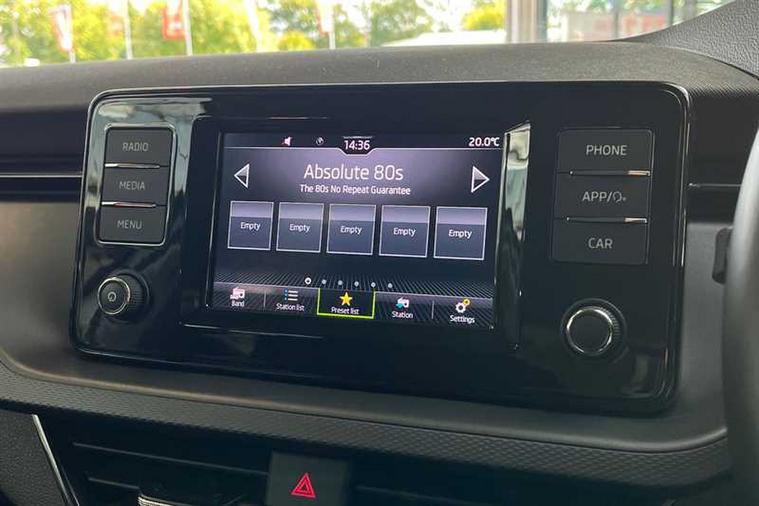 RADIO
MEDIA
MENU
14:36
20.0°C
Absolute 80s
The 80s No Repeat Guarantee
Empty Empty Empty Empty Empty
Band Station list Preset list Station Settings
PHONE
APP/
CAR